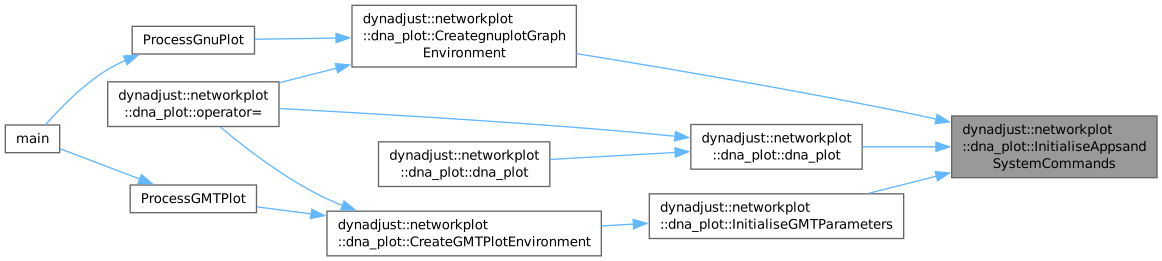 dynadjust::networkplot
::dna_plot::CreategnuplotGraph
Environment
ProcessGnuPlot
dynadjust::networkplot
::dna_plot::operator=
main
dynadjust::networkplot
::dna_plot::InitialiseAppsand
SystemCommands
dynadjust::networkplot
::dna_plot::dna_plot
dynadjust::networkplot
::dna_plot::dna_plot
ProcessGMTPlot
dynadjust::networkplot
::dna_plot::InitialiseGMTParameters
dynadjust::networkplot
::dna_plot::CreateGMTPlotEnvironment